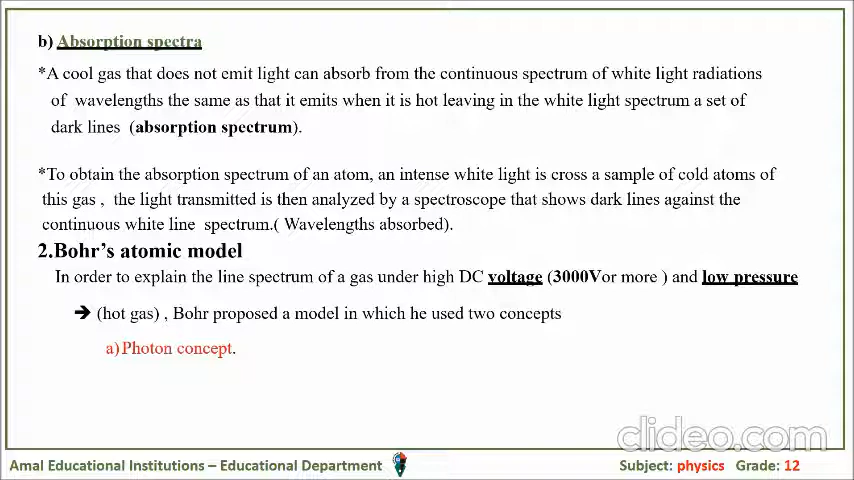 b) Absorption spectra
*A cool gas that does not emit light can absorb from the continuous spectrum of white light radiations
of wavelengths the same as that it emits when it is hot leaving in the white light spectrum a set of
dark lines (absorption spectrum).
*To obtain the absorption spectrum of an atom, an intense white light is cross a sample of cold atoms of
this gas , the light transmitted is then analyzed by a spectroscope that shows dark lines against the
continuous white line spectrum.( Wavelengths absorbed).
2.Bohr's atomic model
In order to explain the line spectrum of a gas under high DC voltage (3000Vor more ) and low pressure
➔ (hot gas) , Bohr proposed a model in which he used two concepts
a)Photon concept.
clideo.com
Amal Educational Institutions – Educational Department
Subject: physics Grade: 12